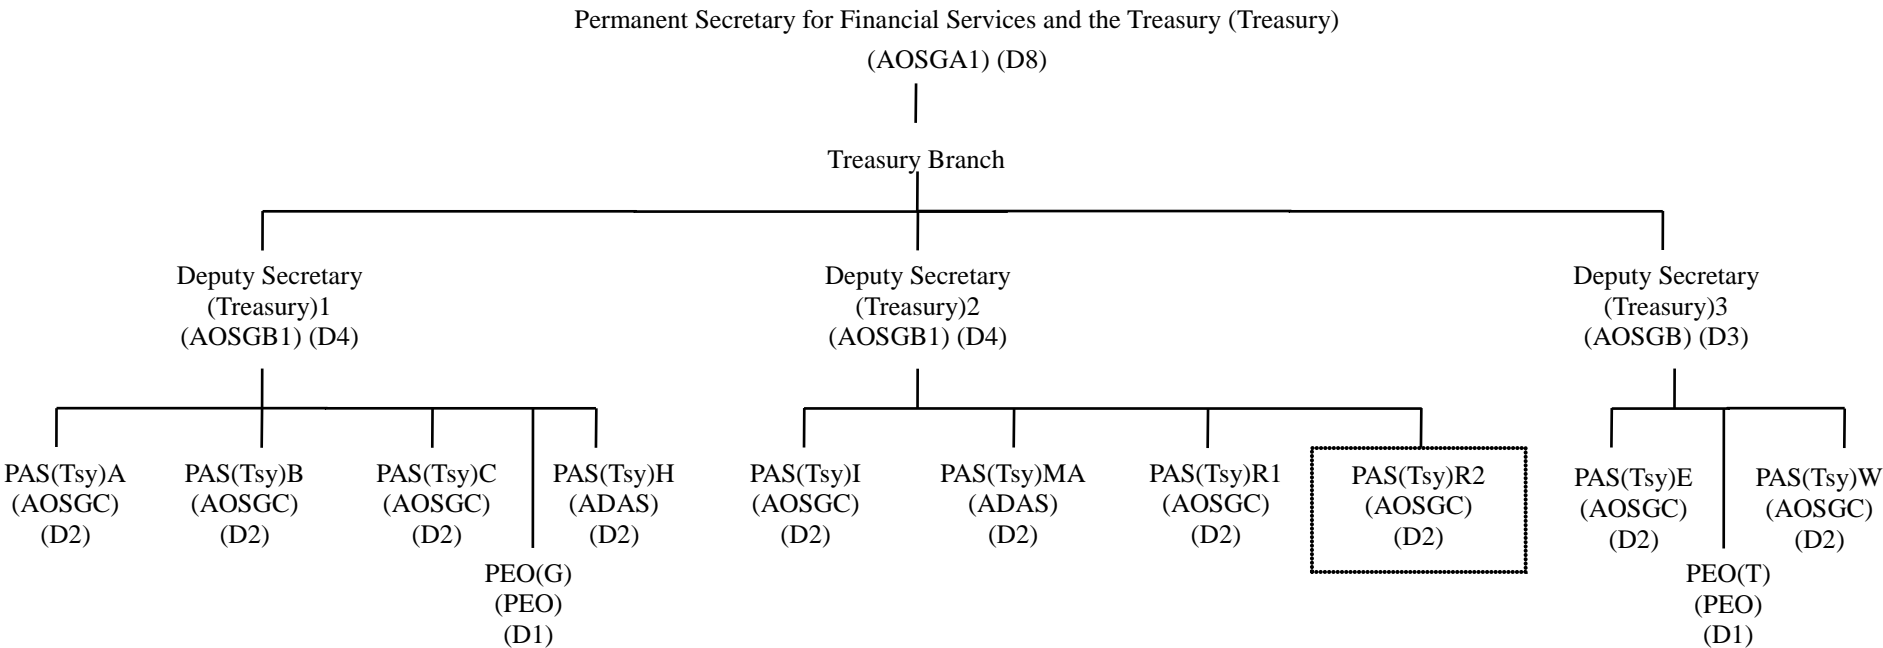 Permanent Secretary for Financial Services and the Treasury (Treasury)
(AOSGA1) (D8)
Treasury Branch
Deputy Secretary
(Treasury)1
(AOSGB1) (D4)
Deputy Secretary
(Treasury)2
(AOSGB1) (D4)
Deputy Secretary
(Treasury)3
(AOSGB) (D3)
PAS(Tsy)A
(AOSGC)
(D2)
PAS(Tsy)B
(AOSGC)
(D2)
PAS(Tsy)C
(AOSGC)
(D2)
PEO(G)
(PEO)
(D1)
PAS(Tsy)H
(ADAS)
(D2)
PAS(Tsy)I
(AOSGC)
(D2)
PAS(Tsy)MA
(ADAS)
(D2)
PAS(Tsy)R1
(AOSGC)
(D2)
PAS(Tsy)R2
(AOSGC)
(D2)
PAS(Tsy)E
(AOSGC)
(D2)
PEO(T)
(PEO)
(D1)
PAS(Tsy)W
(AOSGC)
(D2)